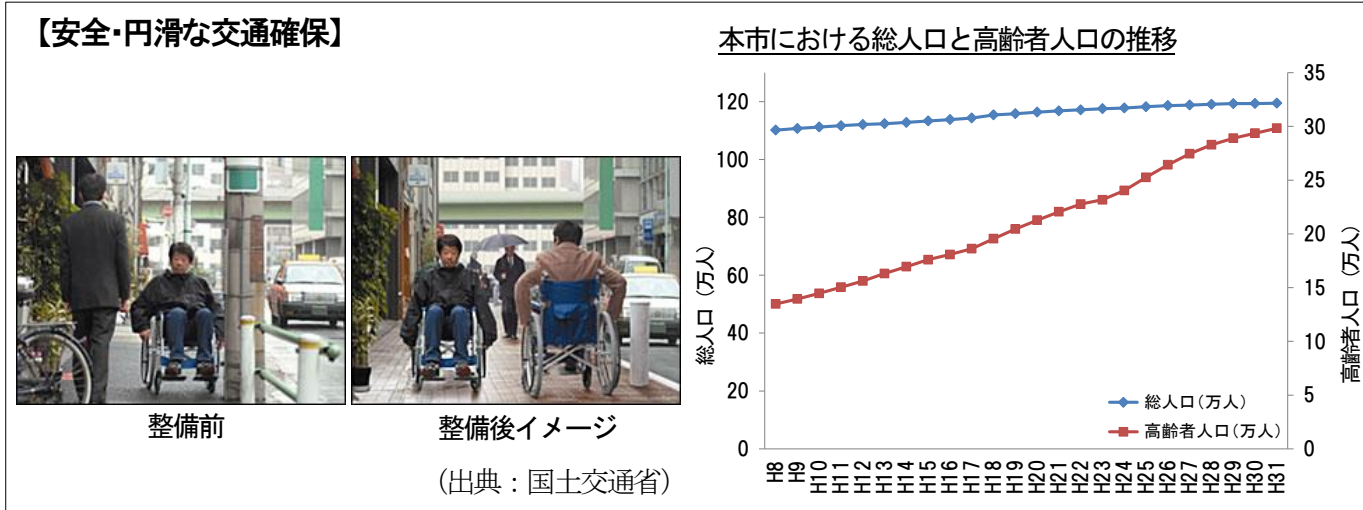 【安全・円滑な交通確保】
整備前
整備後イメージ
(出典：国土交通省)
本市における総人口と高齢者人口の推移
総人口（万人）
120
100
80
60
40
20
0
高齢者人口（万人）
35
30
25
20
15
10
5
0
総人口(万人)
高齢者人口(万人)
H8 H9 H10 H11 H12 H13 H14 H15 H16 H17 H18 H19 H20 H21 H22 H23 H24 H25 H26 H27 H28 H29 H30 H31